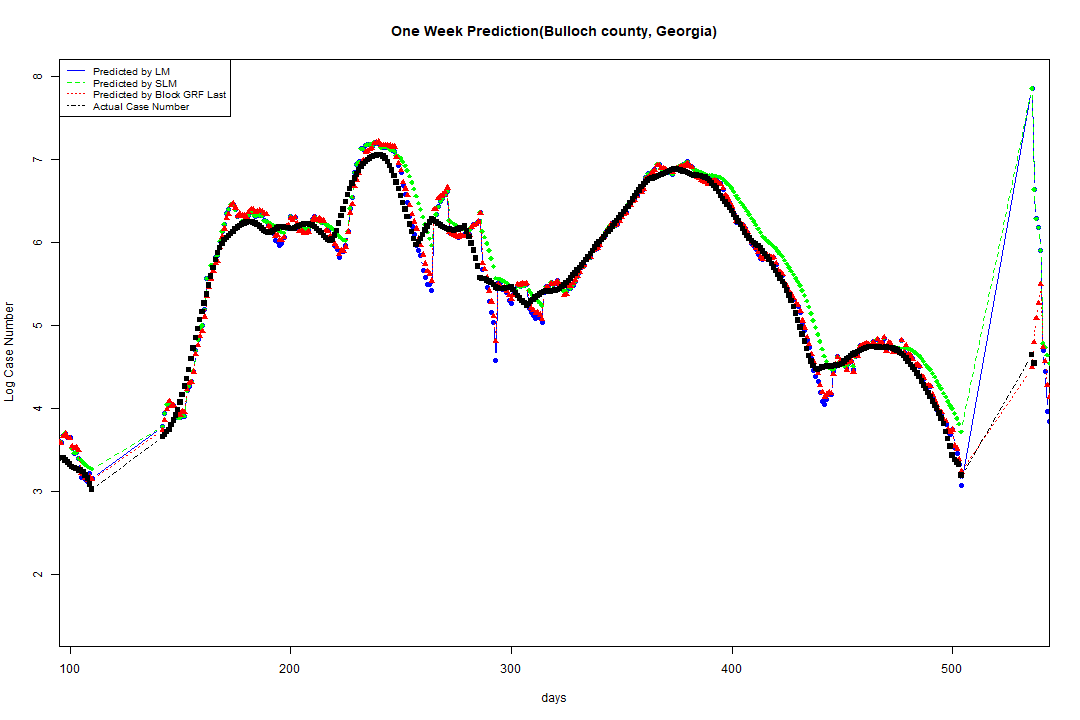 One Week Prediction(Bulloch county, Georgia)
Predicted by LM
Predicted by SLM
Predicted by Block GRF Last
Actual Case Number
8
7
6
5
4
3
2
Log Case Number
100 200 300 400 500
days